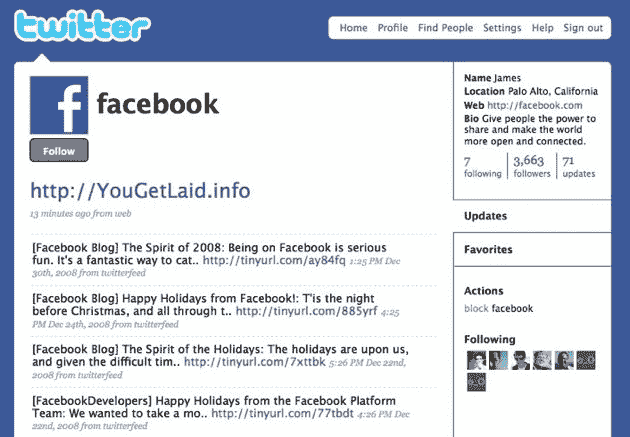 twitter
Home Profile Find People Settings Help Sign out
f
facebook
Follow
http://YouGetLaid.info
13 minutes ago from web
[Facebook Blog] The Spirit of 2008: Being on Facebook is serious
fun. It's a fantastic way to cat.. http://tinyurl.com/ay84fq 1:25 PM Dec
30th, 2008 from twitterfeed
[Facebook Blog] Happy Holidays from Facebook!: T'is the night
before Christmas, and all through t.. http://tinyurl.com/885yrf 4:25
PM Dec 24th, 2008 from twitterfeed
[Facebook Blog] The Spirit of the Holidays: The holidays are upon us,
and given the difficult tim.. http://tinyurl.com/7xttbk 5:26 PM Dec 22nd,
2008 from twitterfeed
[FacebookDevelopers] Happy Holidays from the Facebook Platform
Team: We wanted to take a mo.. http://tinyurl.com/77tbdt 4:26 PM Dec
22nd, 2008 from twitterfeed
Name James
Location Palo Alto, California
Web http://facebook.com
Bio Give people the power to
share and make the world
more open and connected.
7 3,663 71
following followers updates
Updates
Favorites
Actions
block facebook
Following